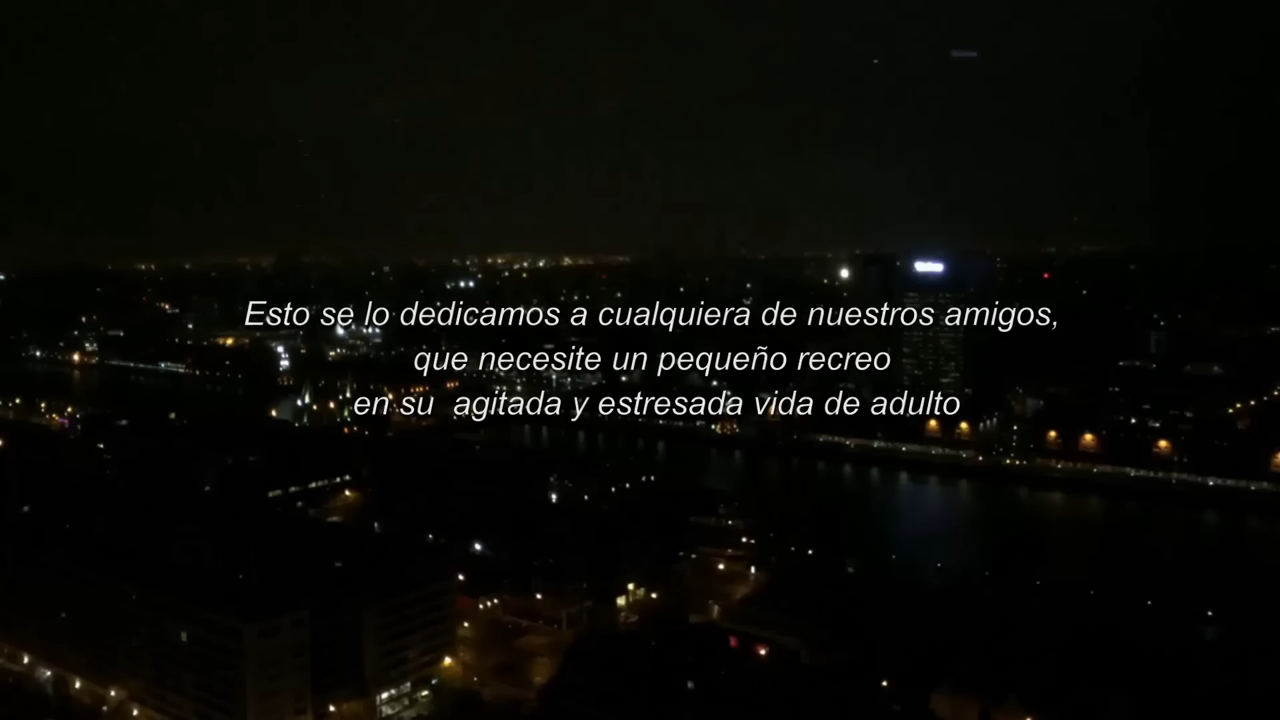 Esto se lo dedicamos a cualquiera de nuestros amigos,
que necesite un pequeño recreo
en su  agitada y estresada vida de adulto